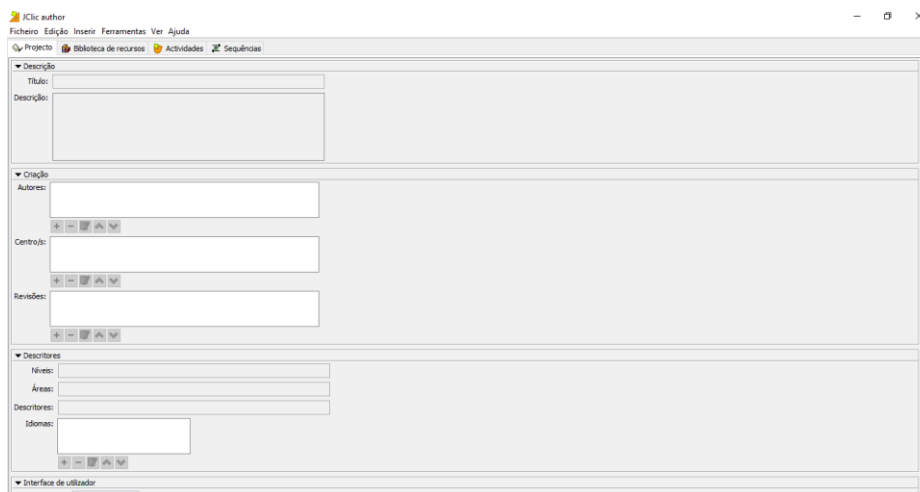 JClic author
Ficheiro Edição Inserir Ferramentas Ver Ajuda
Projecto Biblioteca de recursos Actividades Sequências
Descrição
Título:
Descrição:
Criação
Autores:
Centro/s:
Revisões:
Descritores
Níveis:
Áreas:
Descritores:
Idiomas:
Interface de utilizador